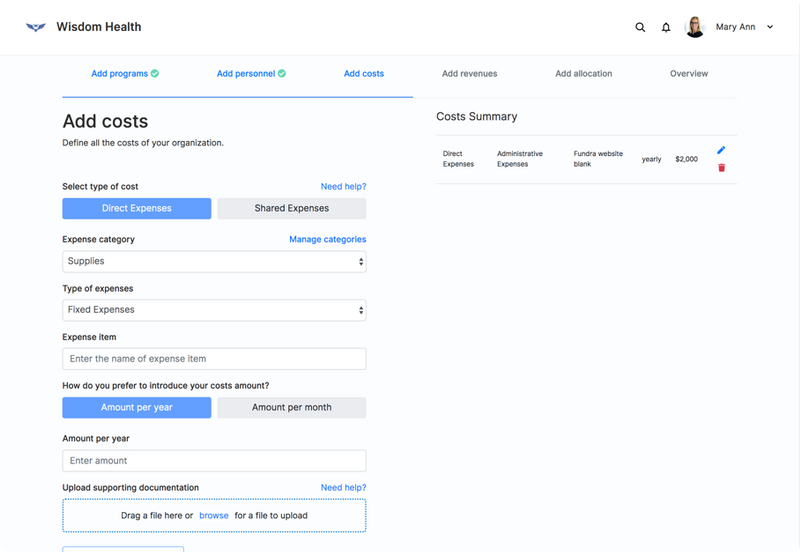 Wisdom Health
Mary Ann
Add programs
Add personnel
Add costs
Add revenues
Add allocation
Overview
Add costs
Define all the costs of your organization.
Select type of cost
Need help?
Direct Expenses
Shared Expenses
Expense category
Manage categories
Supplies
Type of expenses
Fixed Expenses
Expense item
Enter the name of expense item
How do you prefer to introduce your costs amount?
Amount per year
Amount per month
Amount per year
Enter amount
Upload supporting documentation
Need help?
Drag a file here or browse for a file to upload
Costs Summary
Direct
Expenses
Administrative
Expenses
Fundra website
blank
yearly
$2,000